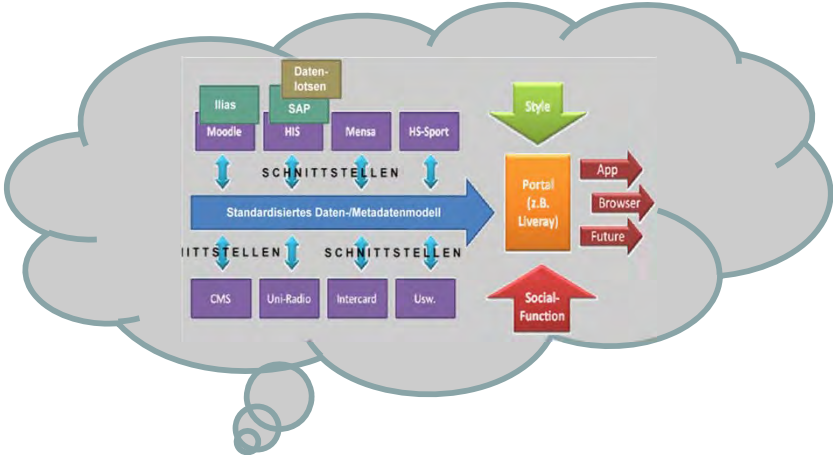 Daten-
lotsen
Ilias
SAP
Moodle
HIS
Mensa
HS-Sport
SCHNITTSTELLEN
Standardisiertes Daten-/Metadatenmodell
ITTSTELLEN
SCHNITTSTELLEN
CMS
Uni-Radio
Intercard
Usw.
Style
Portal
(z.B.
Liveray)
App
Browser
Future
Social-
Function